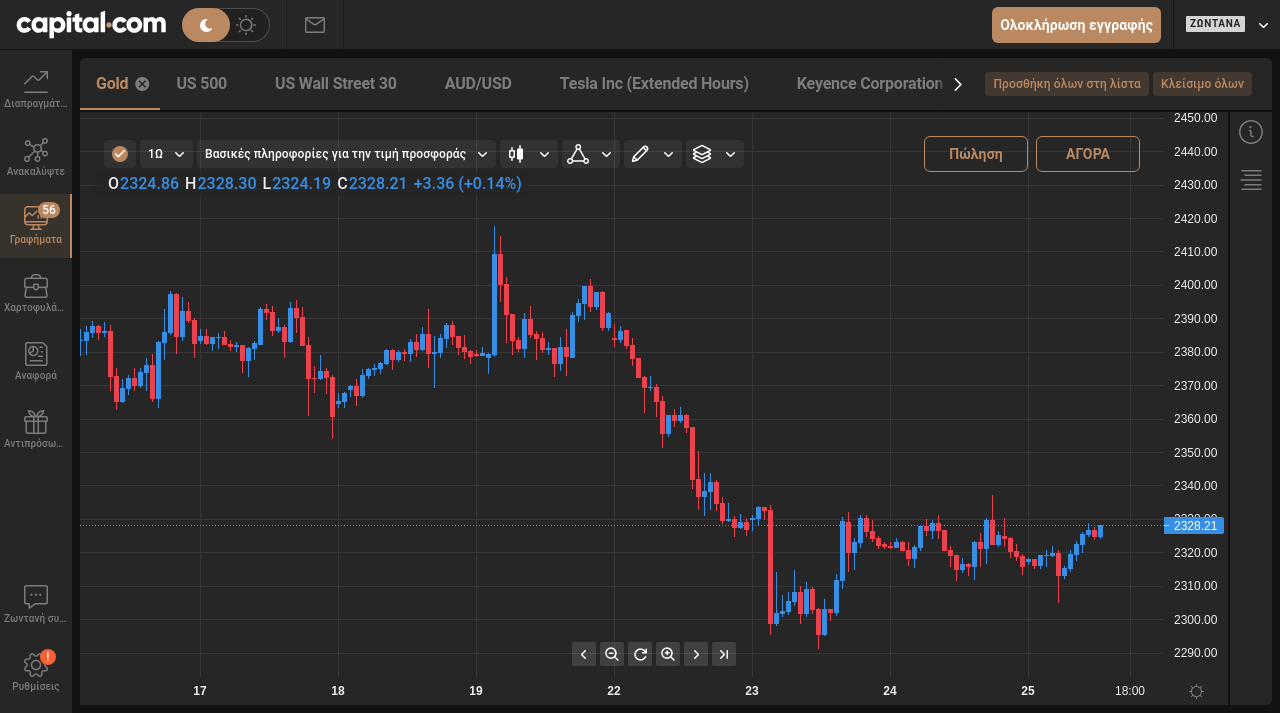 capital.com
Ολοκλήρωση εγγραφής
ΖΩΝΤΑΝΆ
Gold
US 500
US Wall Street 30
AUD/USD
Tesla Inc (Extended Hours)
Keyence Corporation
Προσθήκη όλων στη λίστα
Κλείσιμο όλων
Διαπραγμάτ...
Ανακαλύψτε
56
Γραφήματα
Χαρτοφυλά...
Αναφορά
Αντιπρόσω...
Ζωντανή συ...
!
Ρυθμίσεις
1Ω
Βασικές πληροφορίες για την τιμή προσφοράς
Πώληση
ΑΓΟΡΑ
O2324.86 H2328.30 L2324.19 C2328.21 +3.36 (+0.14%)
2450.00
2440.00
2430.00
2420.00
2410.00
2400.00
2390.00
2380.00
2370.00
2360.00
2350.00
2340.00
2328.21
2320.00
2310.00
2300.00
2290.00
17
18
19
22
23
24
25
18:00